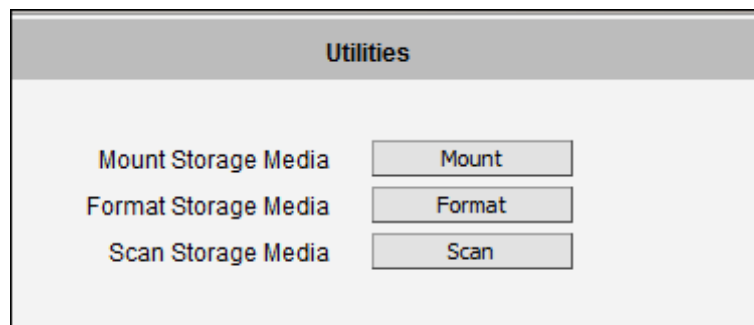 Utilities
Mount Storage Media Mount
Format Storage Media Format
Scan Storage Media Scan